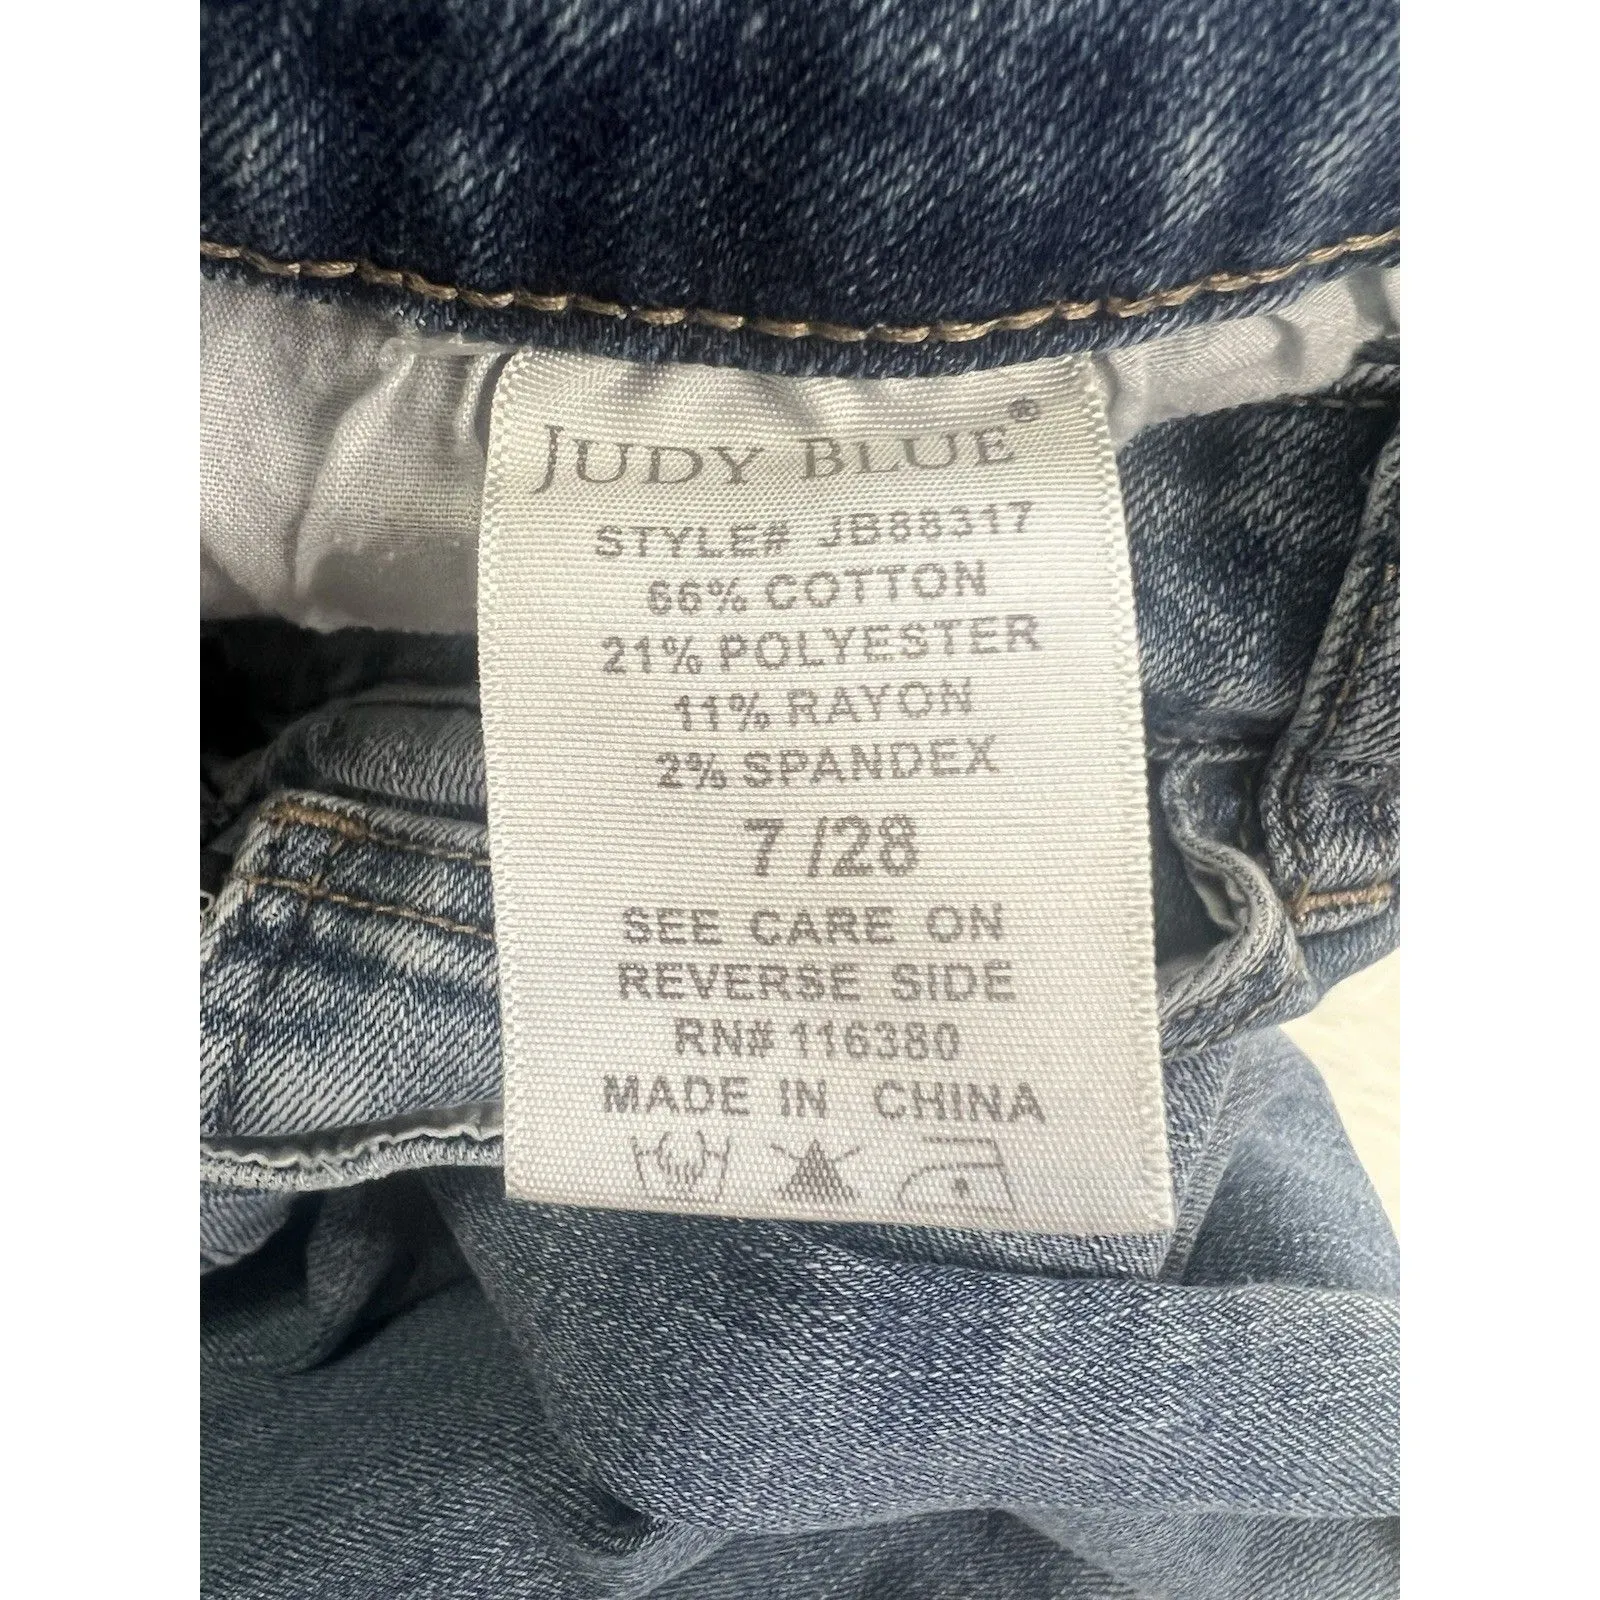 JUDY BLUE®
STYLE# JB88317
66% COTTON
21% POLYESTER
11% RAYON
2% SPANDEX
7 /28
SEE CARE ON
REVERSE SIDE
RN# 116380
MADE IN CHINA